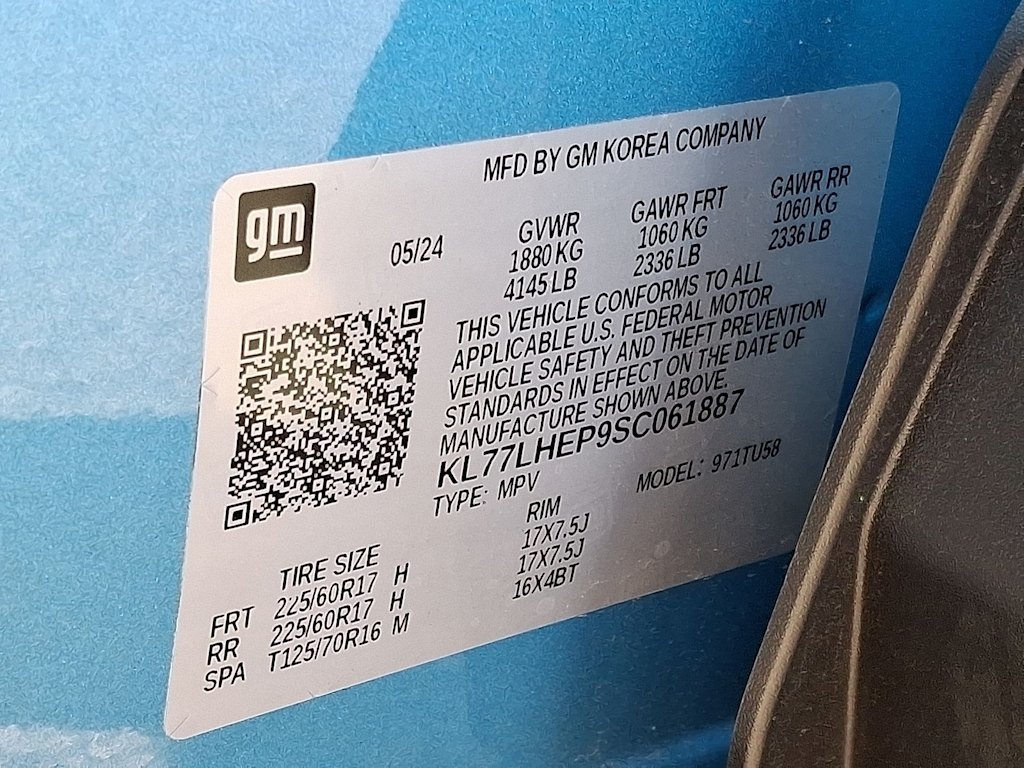 gm
MFD BY GM KOREA COMPANY
05/24
GVWR
1880 KG
4145 LB
GAWR FRT
1060 KG
2336 LB
GAWR RR
1060 KG
2336 LB
THIS VEHICLE CONFORMS TO ALL
APPLICABLE U.S. FEDERAL MOTOR
VEHICLE SAFETY AND THEFT PREVENTION
STANDARDS IN EFFECT ON THE DATE OF
MANUFACTURE SHOWN ABOVE.
KL77LHEP9SC061887
TYPE: MPV MODEL: 971TU58
TIRE SIZE RIM
FRT 225/60R17 H 17X7.5J
RR 225/60R17 H 17X7.5J
SPA T125/70R16 M 16X4BT